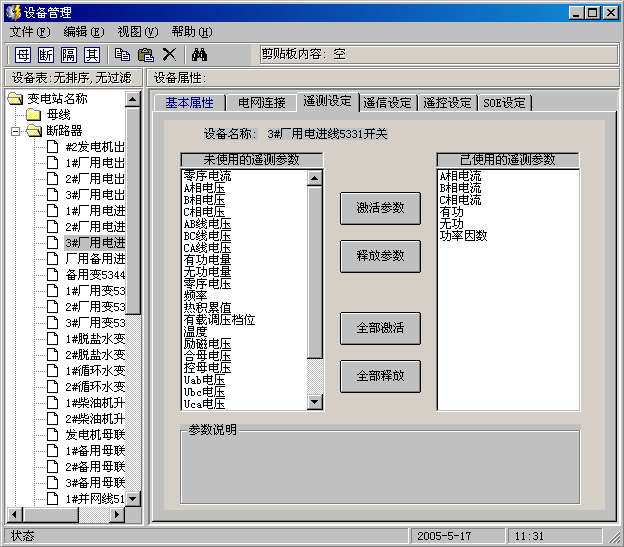 设备管理
文件(F) 编辑(E) 视图(V) 帮助(H)
母 断 隔 其 剪贴板内容: 空
设备表:无排序,无过滤
设备属性:
变电站名称
母线
断路器
#2发电机出
1#厂用电出
2#厂用电出
3#厂用电出
1#厂用电进
2#厂用电进
3#厂用电进
厂用备用进
备用变5344
1#厂用变53
2#厂用变53
3#厂用变53
1#脱盐水变
2#脱盐水变
1#循环水变
2#循环水变
1#柴油机升
2#柴油机升
发电机母联
1#备用母联
2#备用母联
3#备用母联
1#并网线51
基本属性 电网连接 遥测设定 遥信设定 遥控设定 SOE设定
设备名称: 3#厂用电进线5331开关
未使用的遥测参数
零序电流
A相电压
B相电压
C相电压
AB线电压
BC线电压
CA线电压
有功电量
无功电量
零序电压
频率
热积累值
有载调压档位
温度
励磁电压
合母电压
控母电压
Uab电压
Ubc电压
Uca电压
激活参数
释放参数
全部激活
全部释放
已使用的遥测参数
A相电流
B相电流
C相电流
有功
无功
功率因数
参数说明
状态 2005-5-17 11:31